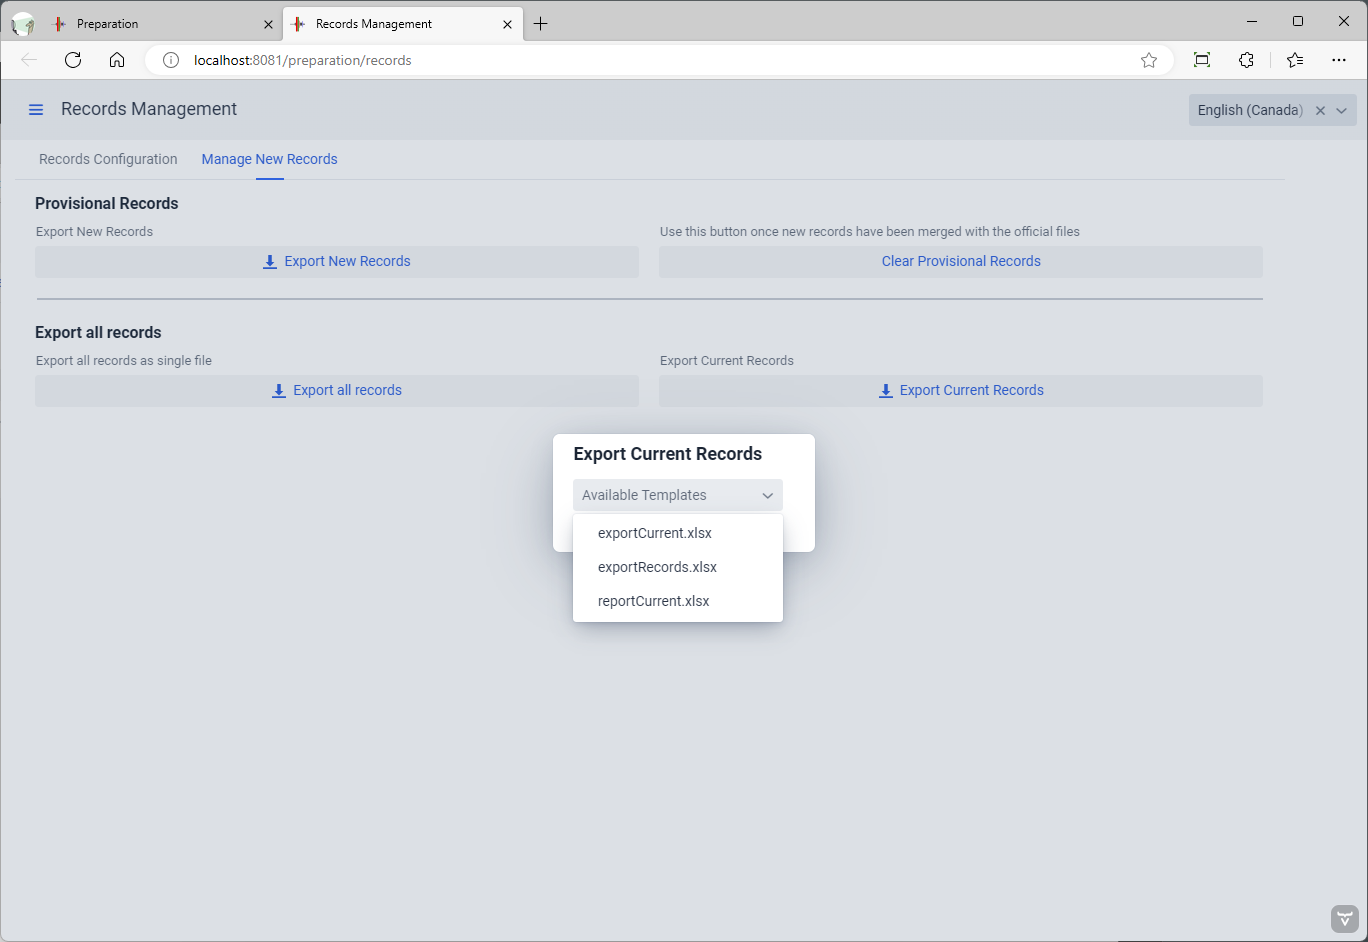 Preparation
Records Management
localhost:8081/preparation/records
Records Management
English (Canada)
Records Configuration
Manage New Records
Provisional Records
Export New Records
Use this button once new records have been merged with the official files
Export New Records
Clear Provisional Records
Export all records
Export all records as single file
Export Current Records
Export all records
Export Current Records
Export Current Records
Available Templates
exportCurrent.xlsx
exportRecords.xlsx
reportCurrent.xlsx